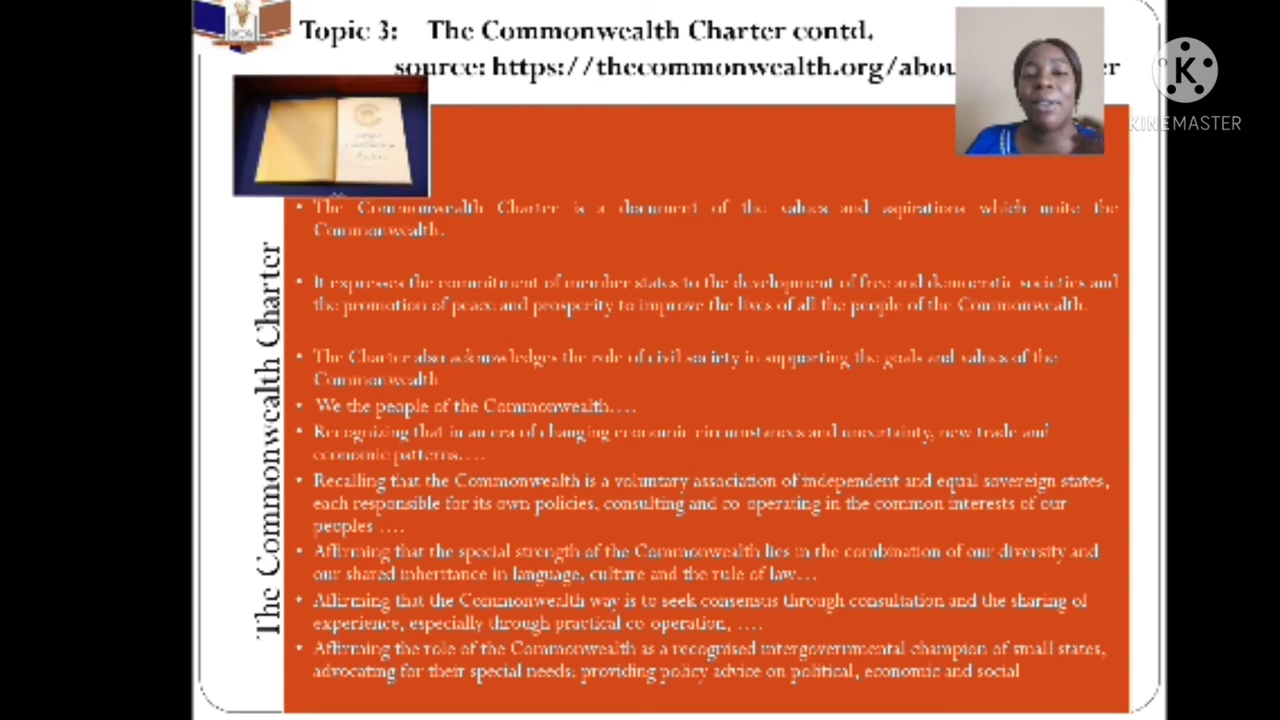 Topic 3: The Commonwealth Charter contd.
source: https://thecommonwealth.org/abou er
KINEMASTER
K
The Commonwealth Charter
• The Commonwealth Charter is a document of the values and aspirations which unite the
Commonwealth.
• It expresses the commitment of member states to the development of free and democratic societies and
the promotion of peace and prosperity to improve the lives of all the people of the Commonwealth.
• The Charter also acknowledges the role of civil society in supporting the goals and values of the
Commonwealth
• We the people of the Commonwealth....
• Recognizing that in an era of changing economic circumstances and uncertainty, new trade and
economic patterns....
• Recalling that the Commonwealth is a voluntary association of independent and equal sovereign states,
each responsible for its own policies, consulting and co operating in the common interests of our
peoples ....
• Affirming that the special strength of the Commonwealth lies in the combination of our diversity and
our shared inheritance in language, culture and the rule of law...
• Affirming that the Commonwealth way is to seek consensus through consultation and the sharing of
experience, especially through practical co operation, ....
• Affirming the role of the Commonwealth as a recognised intergovernmental champion of small states,
advocating for their special needs; providing policy advice on political, economic and social